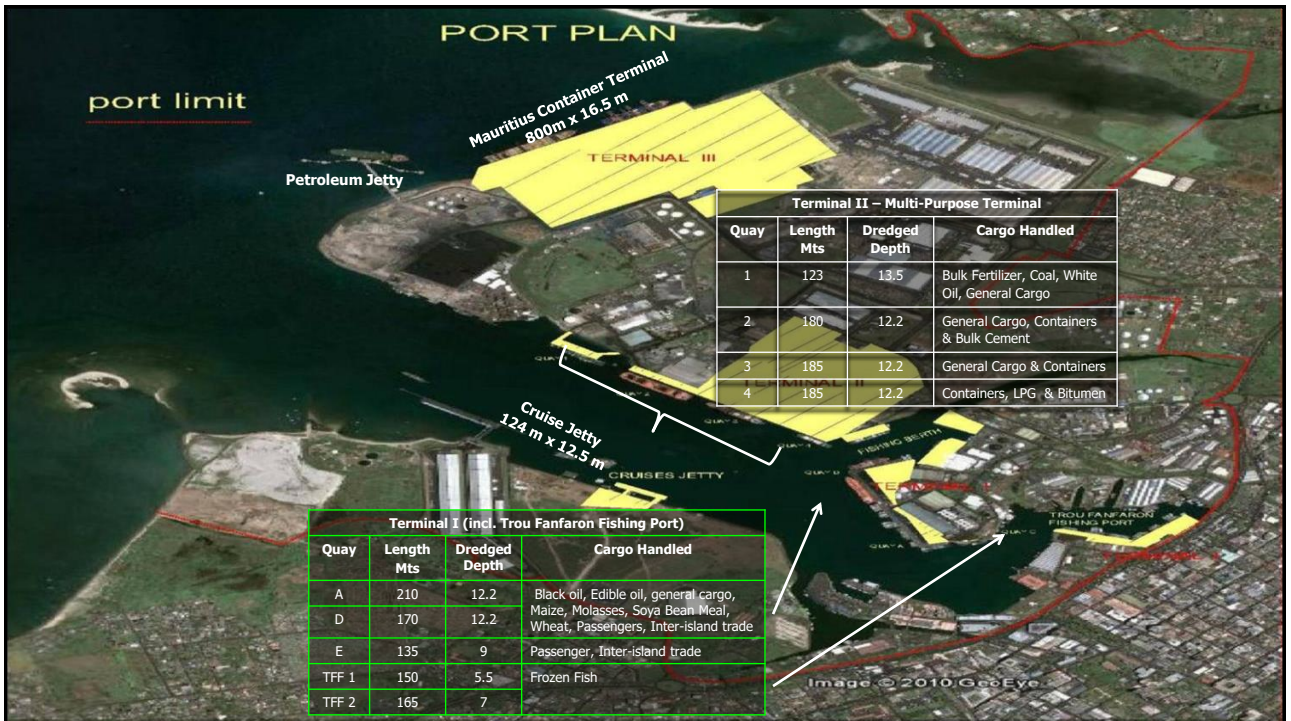 PORT PLAN
port limit
Mauritius Container Terminal
800m x 16.5 m
TERMINAL III
Petroleum Jetty
Terminal II – Multi-Purpose Terminal
Quay Length Mts Dredged Depth Cargo Handled
1 123 13.5 Bulk Fertilizer, Coal, White
Oil, General Cargo
2 180 12.2 General Cargo, Containers
& Bulk Cement
3 185 12.2 General Cargo & Containers
4 185 12.2 Containers, LPG & Bitumen
TERMINAL II
Cruise Jetty
124 m x 12.5 m
CRUISES JETTY
FISHING BERTH
QUAY D
QUAY A
QUAY C
TROU FANFARON
FISHING PORT
Terminal I (incl. Trou Fanfaron Fishing Port)
Quay Length Mts Dredged Depth Cargo Handled
A 210 12.2 Black oil, Edible oil, general cargo,
Maize, Molasses, Soya Bean Meal,
D 170 12.2 Wheat, Passengers, Inter-island trade
E 135 9 Passenger, Inter-island trade
TFF 1 150 5.5 Frozen Fish
TFF 2 165 7
Image © 2010 GeoEye